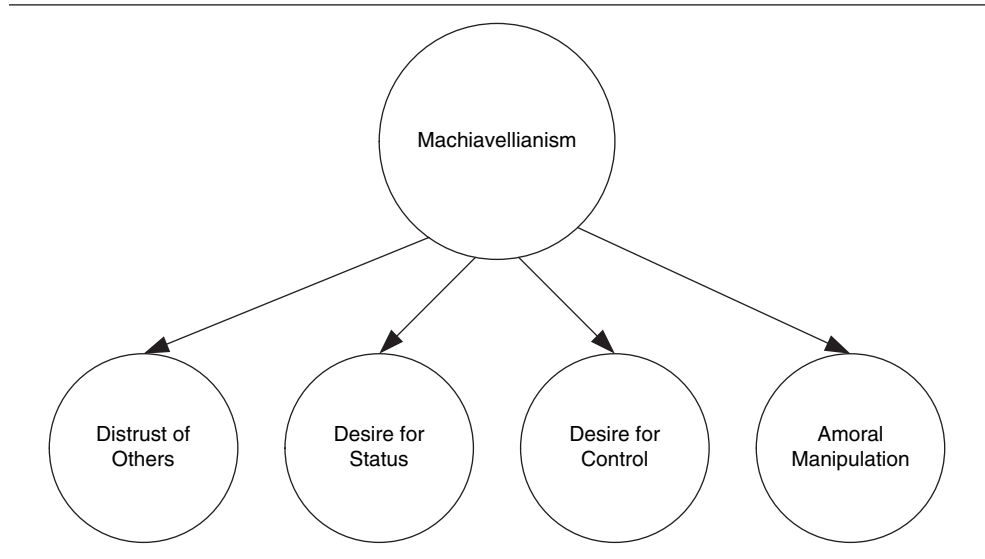 Machiavellianism
Distrust of
Others
Desire for
Status
Desire for
Control
Amoral
Manipulation